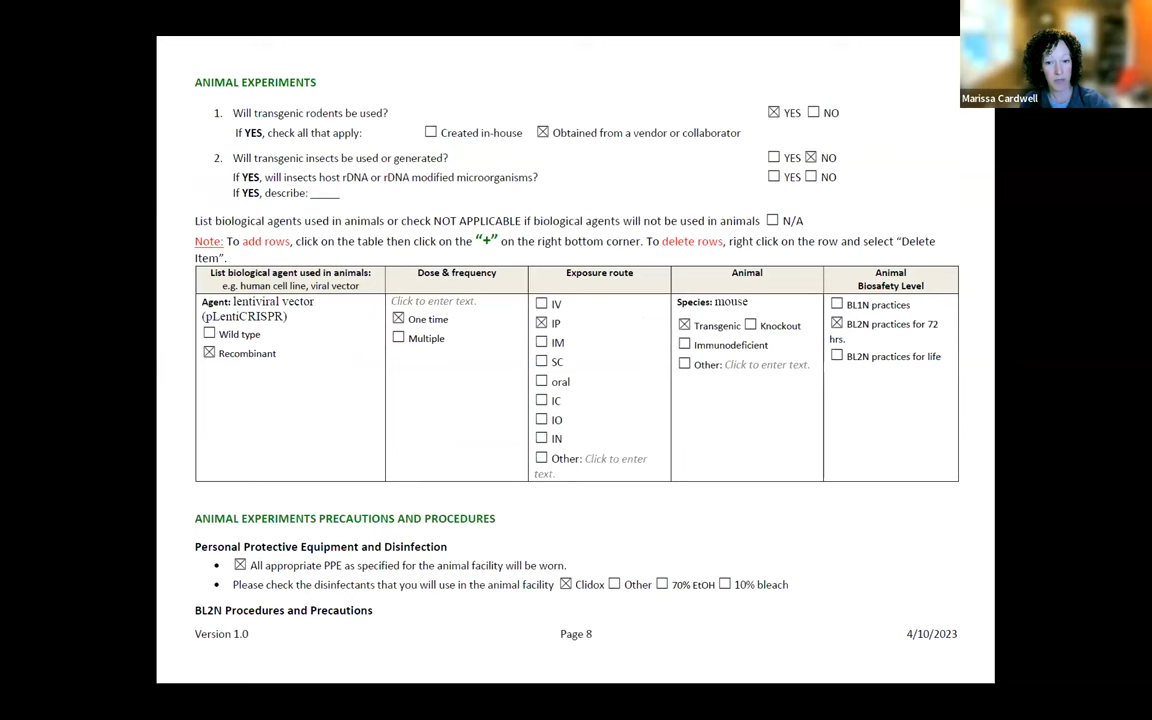 ANIMAL EXPERIMENTS
1. Will transgenic rodents be used? ☒ YES ☐ NO
If YES, check all that apply: ☐ Created in-house ☒ Obtained from a vendor or collaborator
2. Will transgenic insects be used or generated? ☐ YES ☒ NO
If YES, will insects host rDNA or rDNA modified microorganisms? ☐ YES ☐ NO
If YES, describe: _____
List biological agents used in animals or check NOT APPLICABLE if biological agents will not be used in animals ☐ N/A
Note: To add rows, click on the table then click on the "+" on the right bottom corner. To delete rows, right click on the row and select “Delete
Item”.
List biological agent used in animals:
e.g. human cell line, viral vector
Dose & frequency
Exposure route
Animal
Animal
Biosafety Level
Agent: lentiviral vector
(pLentiCRISPR)
☐ Wild type
☒ Recombinant
Click to enter text.
☒ One time
☐ Multiple
☐ IV
☒ IP
☐ IM
☐ SC
☐ oral
☐ IC
☐ IO
☐ IN
☐ Other: Click to enter
text.
Species: mouse
☒ Transgenic ☐ Knockout
☐ Immunodeficient
☐ Other: Click to enter text.
☐ BL1N practices
☒ BL2N practices for 72
hrs.
☐ BL2N practices for life
ANIMAL EXPERIMENTS PRECAUTIONS AND PROCEDURES
Personal Protective Equipment and Disinfection
• ☒ All appropriate PPE as specified for the animal facility will be worn.
• Please check the disinfectants that you will use in the animal facility ☒ Clidox ☐ Other ☐ 70% EtOH ☐ 10% bleach
BL2N Procedures and Precautions
Version 1.0 Page 8 4/10/2023
Marissa Cardwell